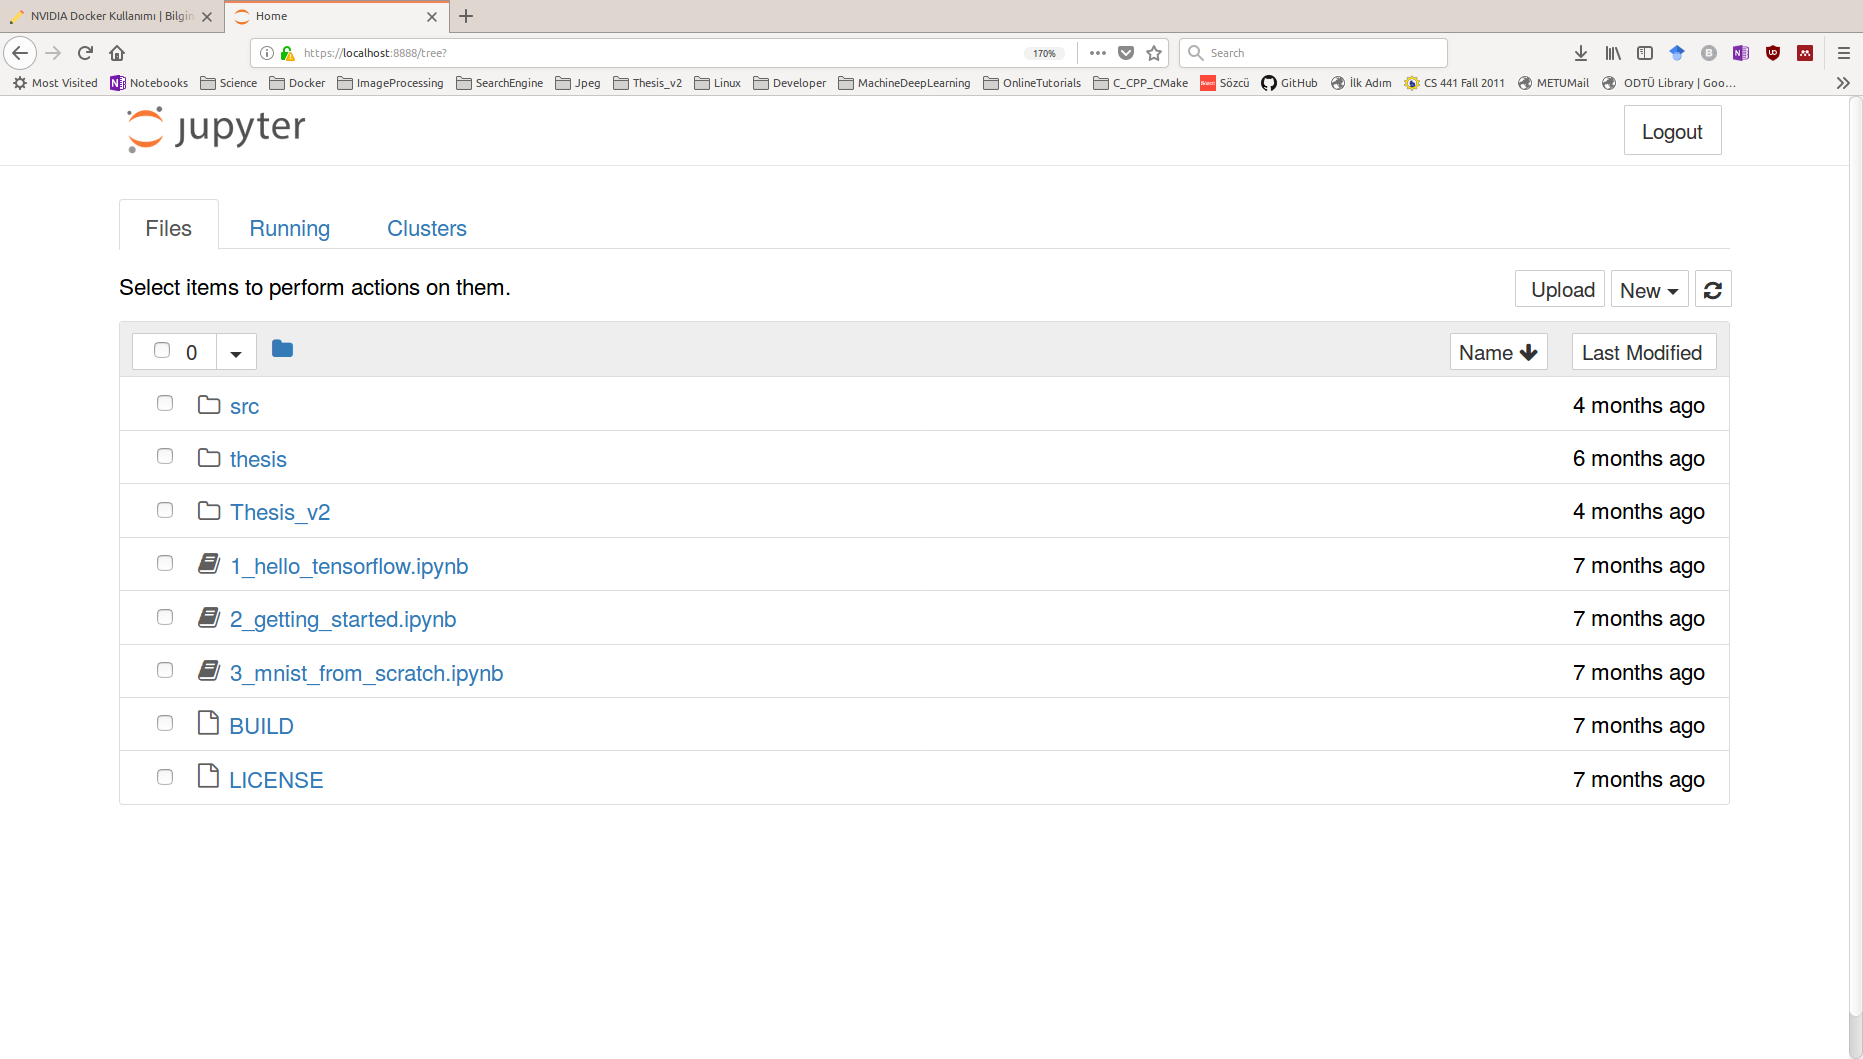 NVIDIA Docker Kullanımı | Bilgin Home
https://localhost:8888/tree? 170% Search
Most Visited Notebooks Science Docker ImageProcessing SearchEngine Jpeg Thesis_v2 Linux Developer MachineDeepLearning OnlineTutorials C_CPP_CMake Sözcü GitHub İlk Adım CS 441 Fall 2011 METUMail ODTÜ Library | Goo...
jupyter Logout
Files Running Clusters
Select items to perform actions on them. Upload New
0 Name Last Modified
src 4 months ago
thesis 6 months ago
Thesis_v2 4 months ago
1_hello_tensorflow.ipynb 7 months ago
2_getting_started.ipynb 7 months ago
3_mnist_from_scratch.ipynb 7 months ago
BUILD 7 months ago
LICENSE 7 months ago